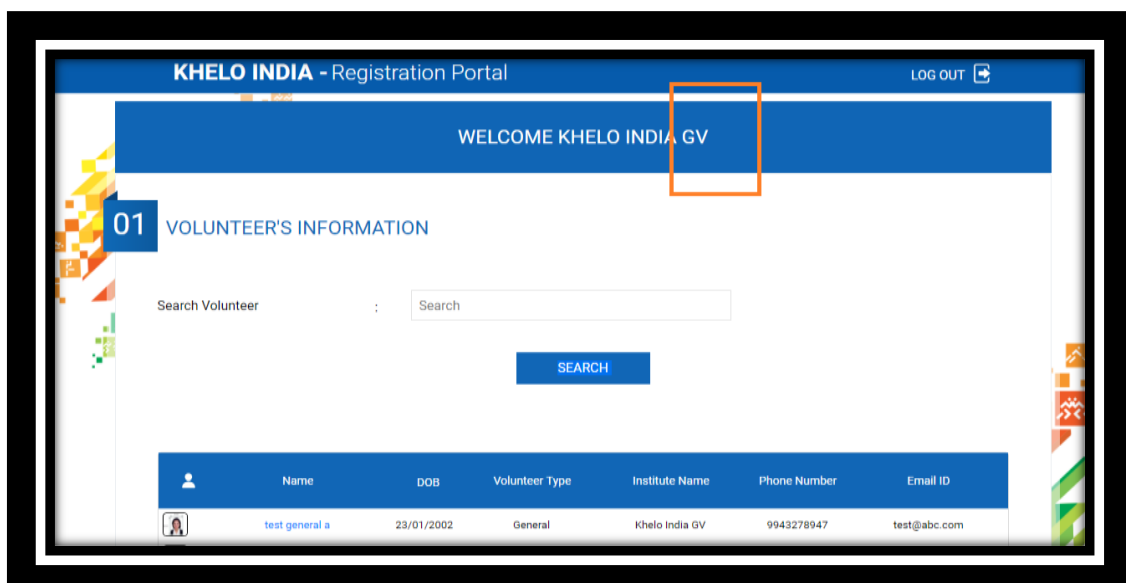 KHELO INDIA - Registration Portal LOG OUT
WELCOME KHELO INDIA GV
01 VOLUNTEER'S INFORMATION
Search Volunteer : Search
SEARCH
Name DOB Volunteer Type Institute Name Phone Number Email ID
test general a 23/01/2002 General Khelo India GV 9943278947 test@abc.com